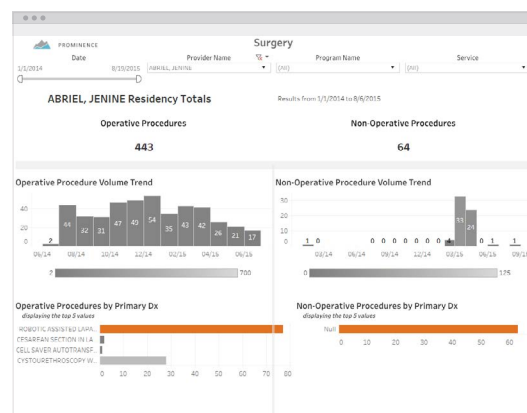 PROMINENCE
Surgery
Date
Provider Name
Program Name
Service
1/1/2014
8/19/2015
ABRIEL, JENINE
(All)
(All)
ABRIEL, JENINE Residency Totals
Results from 1/1/2014 to 8/6/2015
Operative Procedures
Non-Operative Procedures
443
64
Operative Procedure Volume Trend
Non-Operative Procedure Volume Trend
40
20
0
2 44 32 31 47 49 54 35 43 42 26 21 17
06/14 08/14 10/14 12/14 02/15 04/15 06/15
2 700
30
20
10
0
1 0 0 0 0 0 0 0 0 4 33 24 0 1 1
03/14 06/14 09/14 12/14 03/15 06/15 09/1
0 125
Operative Procedures by Primary Dx
displaying the top 5 values
ROBOTIC ASSISTED LAPA..
CESAREAN SECTION IN LA..
CELL SAVER AUTOTRANSF..
CYSTOURETHROSCOPY W..
0 10 20 30 40 50 60 70 80
Non-Operative Procedures by Primary Dx
displaying the top 5 values
Null
0 10 20 30 40 50 60